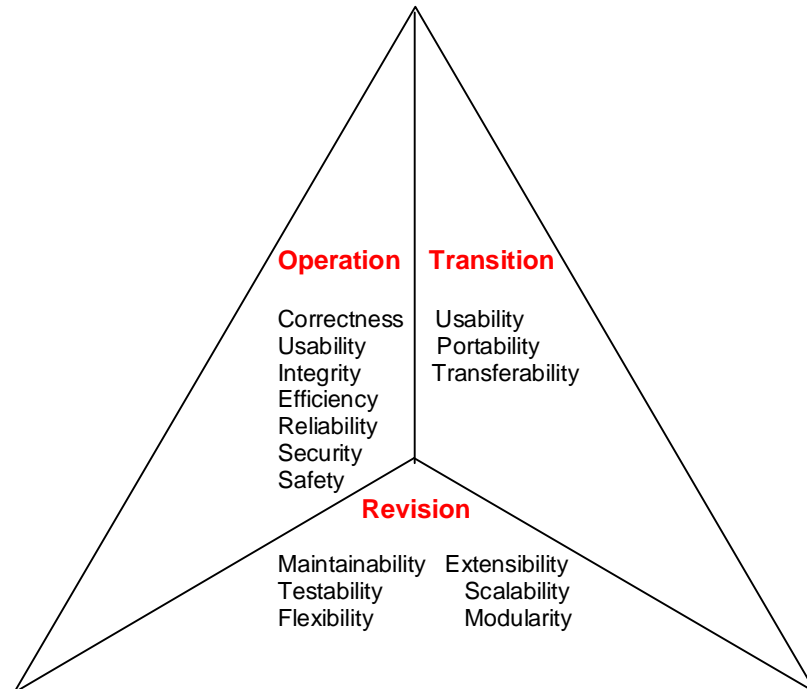 Operation
Correctness
Usability
Integrity
Efficiency
Reliability
Security
Safety
Transition
Usability
Portability
Transferability
Revision
Maintainability Extensibility
Testability Scalability
Flexibility Modularity